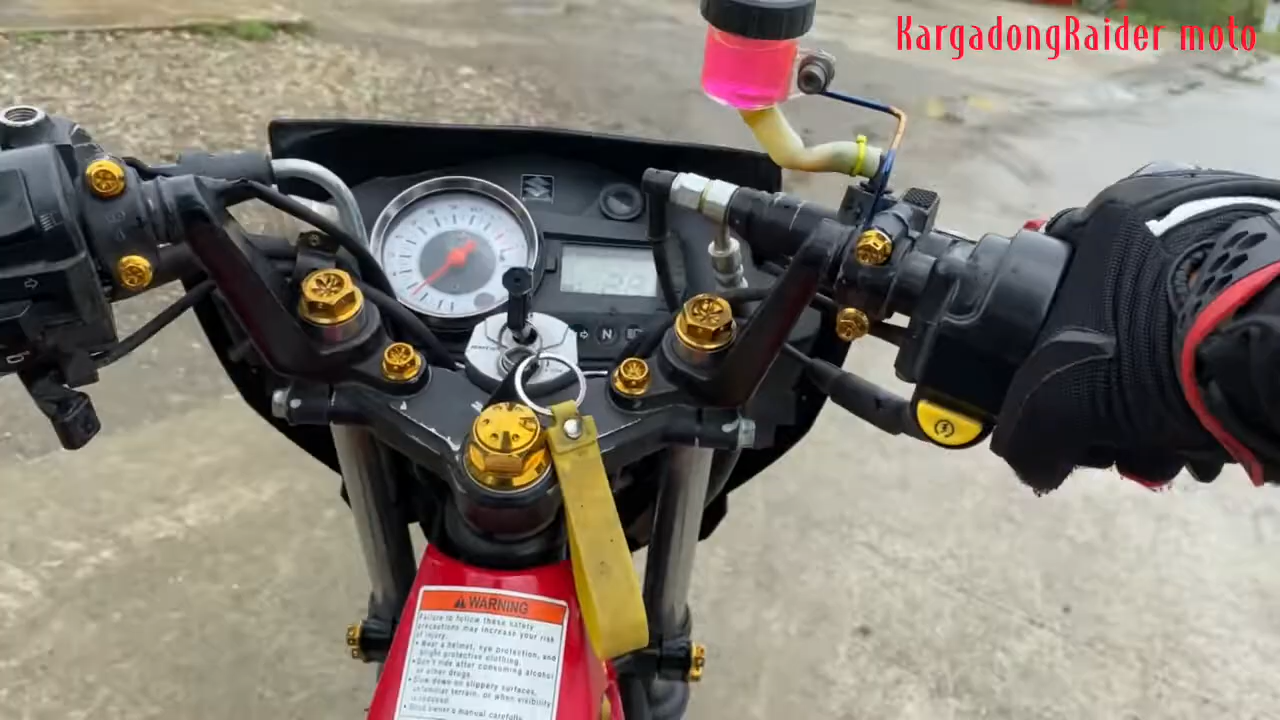 KargadongRaider moto
N
WARNING
Failure to follow these safety
precautions may increase your risk
of injury:
• Wear a helmet, eye protection, and
bright protective clothing.
• Don't ride after consuming alcohol
or other drugs.
• Slow down on slippery surfaces,
unfamiliar terrain, or when visibility
is reduced.
• Read owner's manual carefully.